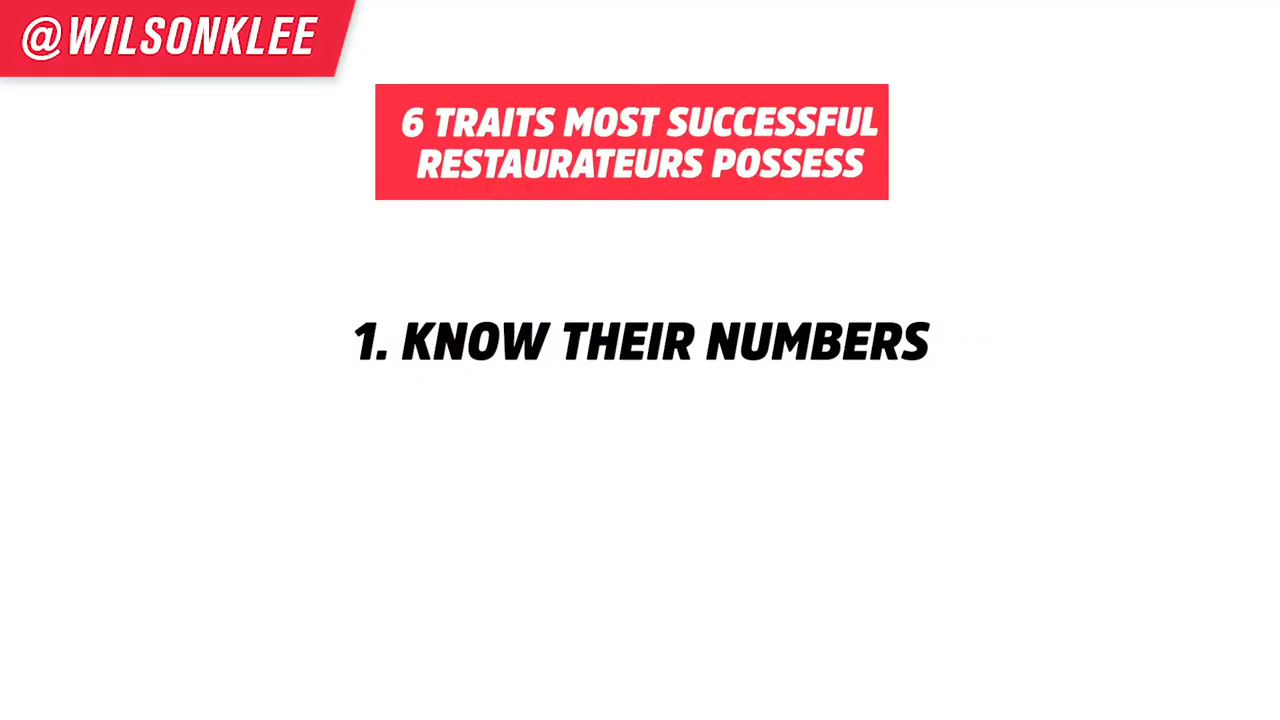 @WILSONKLEE
6 TRAITS MOST SUCCESSFUL
RESTAURATEURS POSSESS
1. KNOW THEIR NUMBERS